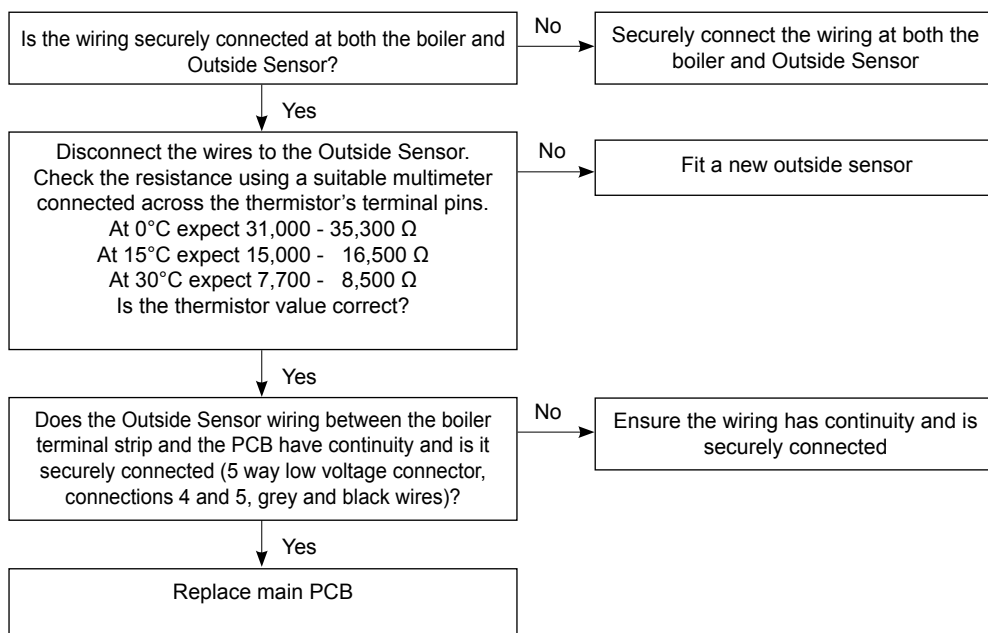 Is the wiring securely connected at both the boiler and
Outside Sensor?
No
Securely connect the wiring at both the
boiler and Outside Sensor
Yes
Disconnect the wires to the Outside Sensor.
Check the resistance using a suitable multimeter
connected across the thermistor’s terminal pins.
At 0°C expect 31,000 - 35,300 Ω
At 15°C expect 15,000 - 16,500 Ω
At 30°C expect 7,700 - 8,500 Ω
Is the thermistor value correct?
No
Fit a new outside sensor
Yes
Does the Outside Sensor wiring between the boiler
terminal strip and the PCB have continuity and is it
securely connected (5 way low voltage connector,
connections 4 and 5, grey and black wires)?
No
Ensure the wiring has continuity and is
securely connected
Yes
Replace main PCB